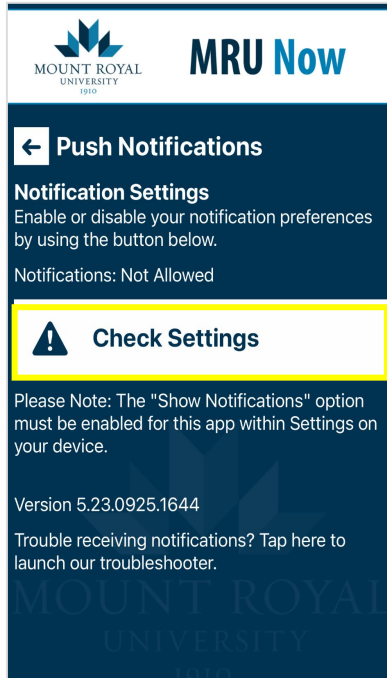 MOUNT ROYAL
UNIVERSITY
1910
MRU Now
Push Notifications
Notification Settings
Enable or disable your notification preferences
by using the button below.
Notifications: Not Allowed
Check Settings
Please Note: The "Show Notifications" option
must be enabled for this app within Settings on
your device.
Version 5.23.0925.1644
Trouble receiving notifications? Tap here to
launch our troubleshooter.
MOUNT ROYAL
UNIVERSITY
1910